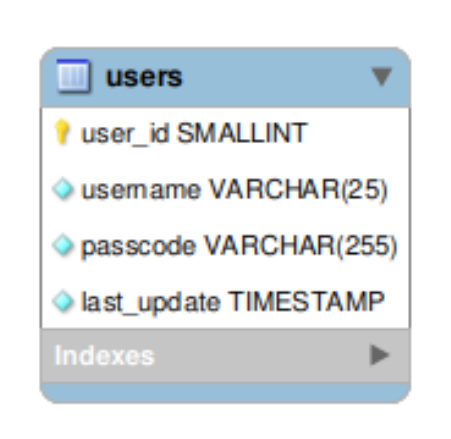 users
user_id SMALLINT
username VARCHAR(25)
passcode VARCHAR(255)
last_update TIMESTAMP
Indexes